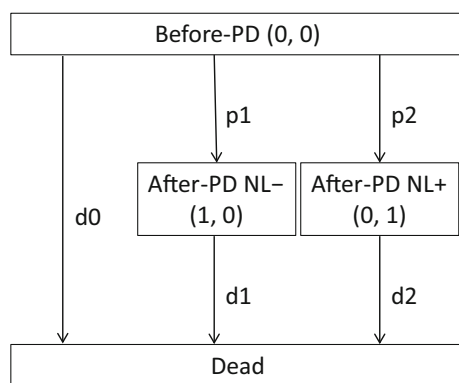 Before-PD (0, 0)
p1
p2
After-PD NL−
(1, 0)
After-PD NL+
(0, 1)
d0
d1
d2
Dead